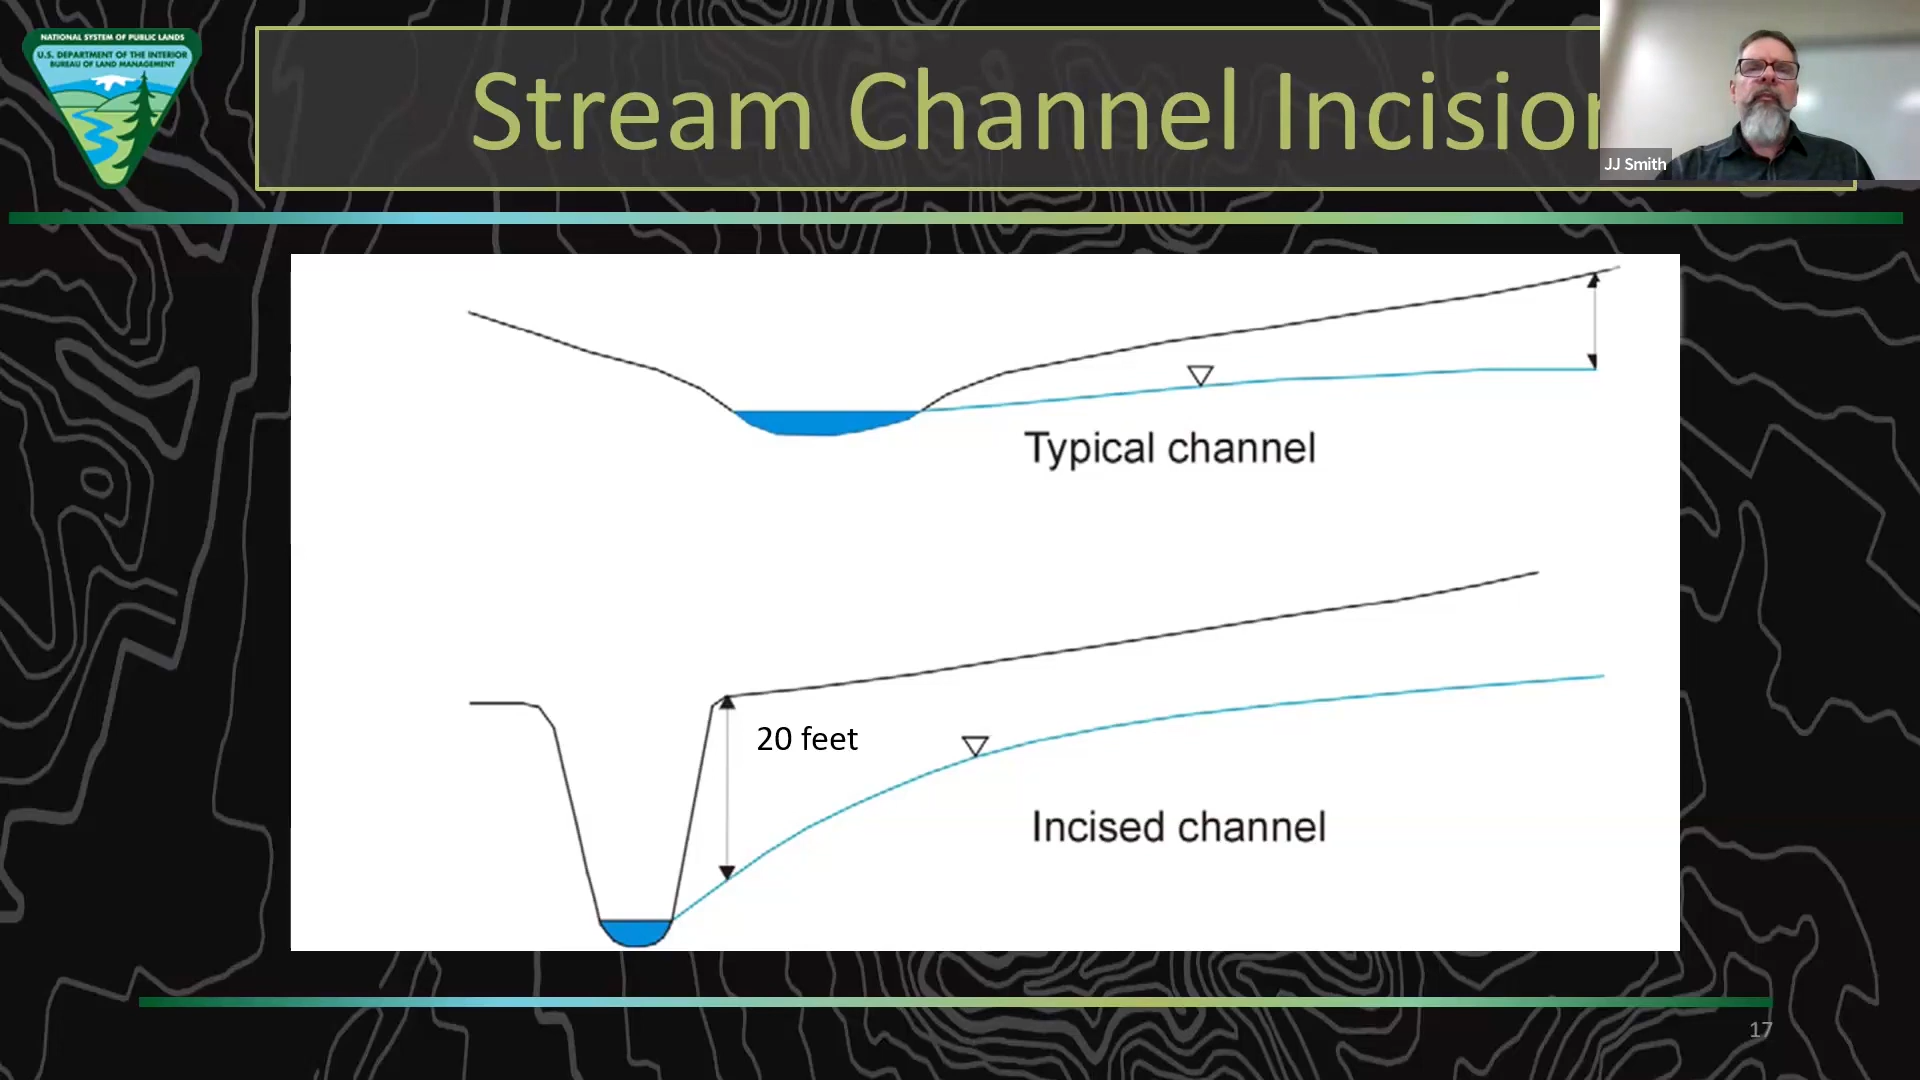 NATIONAL SYSTEM OF PUBLIC LANDS
U.S. DEPARTMENT OF THE INTERIOR
BUREAU OF LAND MANAGEMENT
Stream Channel Incision
JJ Smith
Typical channel
20 feet
Incised channel
17